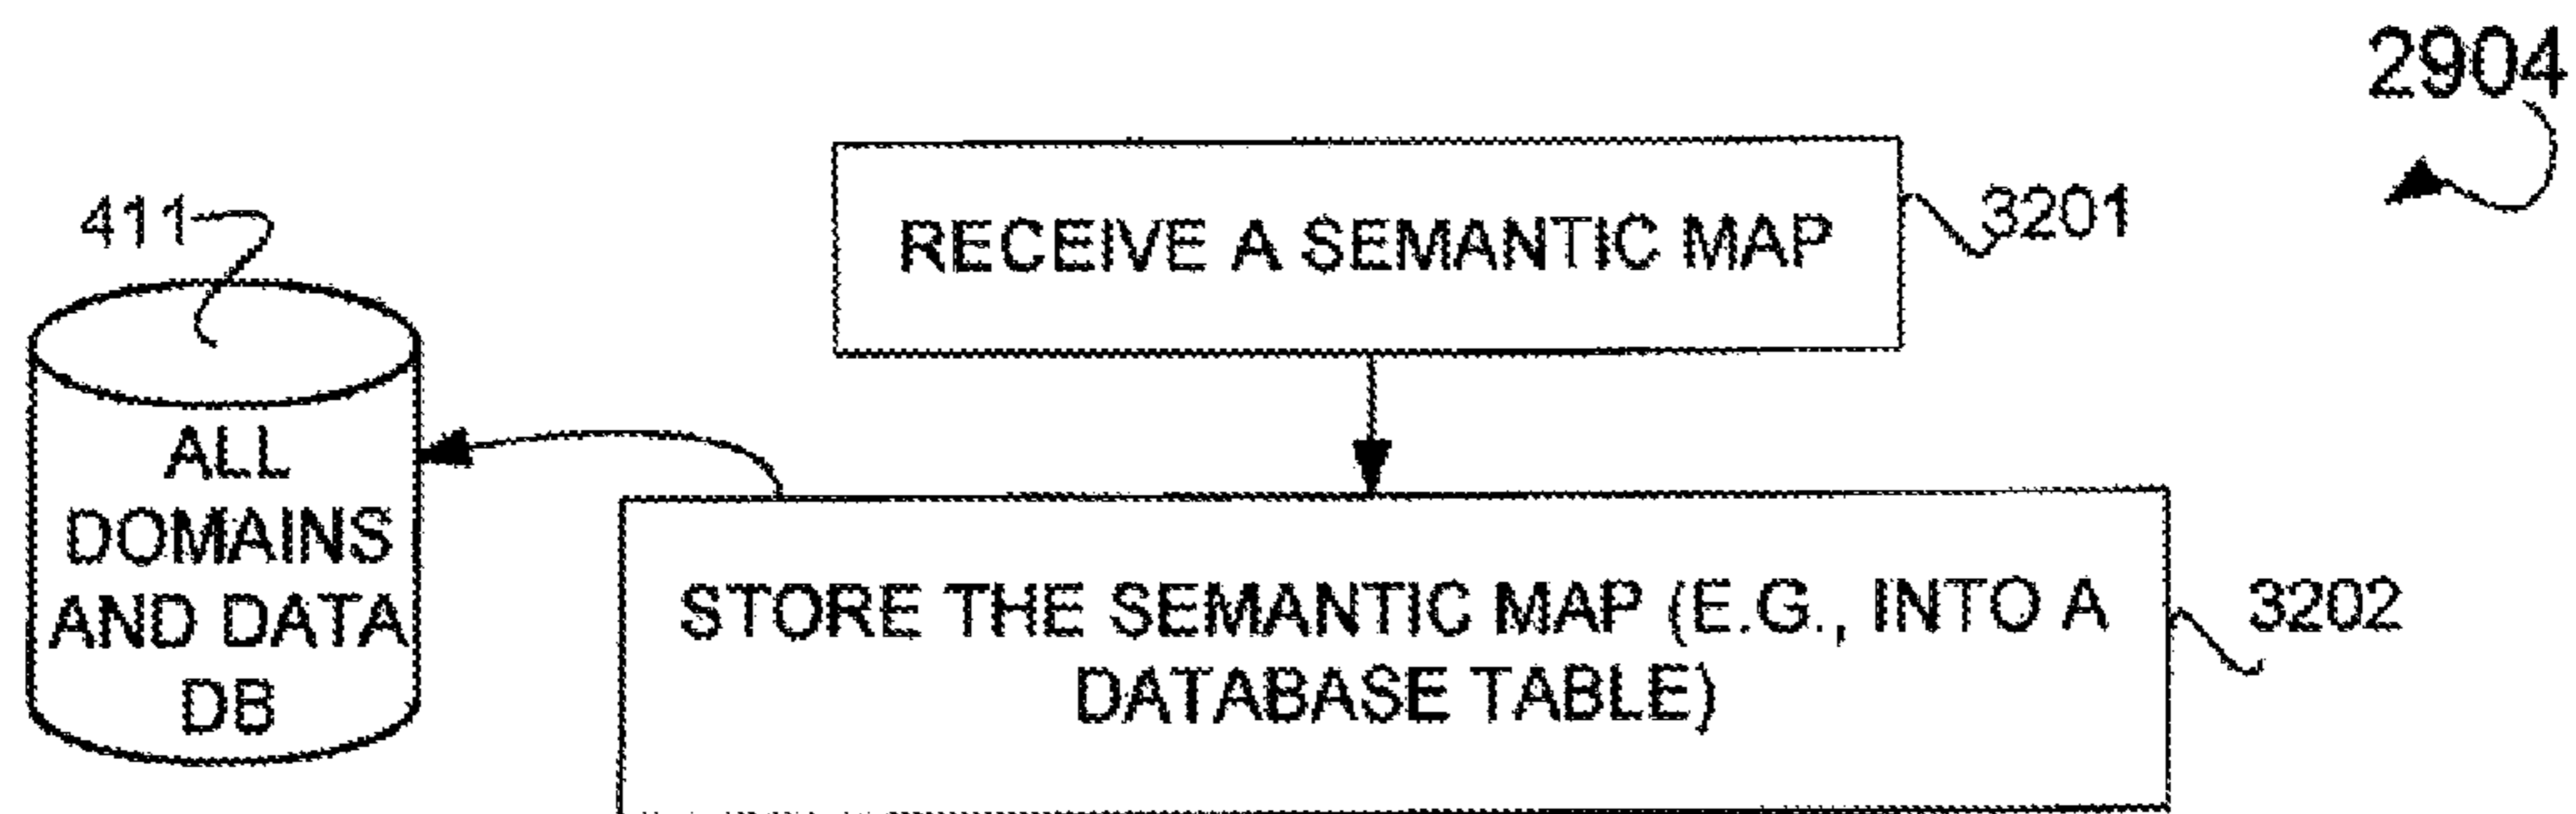 2904
411
RECEIVE A SEMANTIC MAP
3201
ALL
DOMAINS
AND DATA
DB
STORE THE SEMANTIC MAP (E.G., INTO A
DATABASE TABLE)
3202